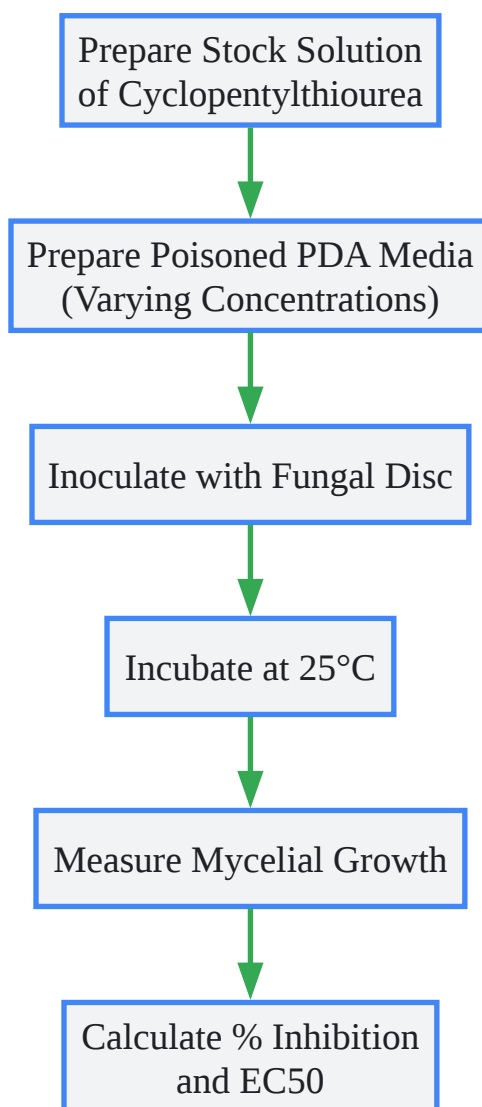 Prepare Stock Solution
of Cyclopentylthiourea
Prepare Poisoned PDA Media
(Varying Concentrations)
Inoculate with Fungal Disc
Incubate at 25°C
Measure Mycelial Growth
Calculate % Inhibition
and EC50